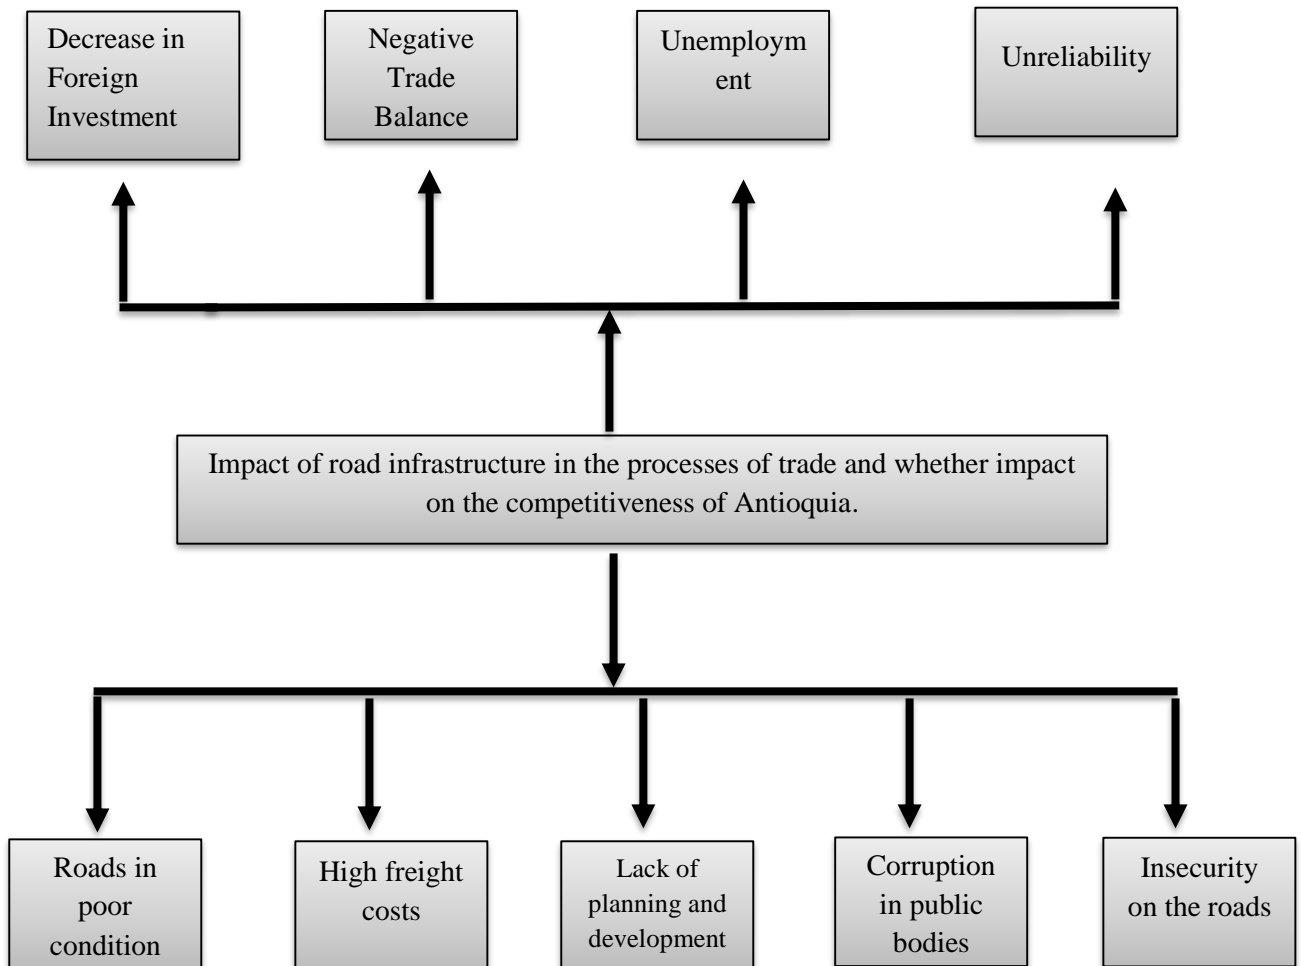 Decrease in
Foreign
Investment
Negative
Trade
Balance
Unemploym
ent
Unreliability
Impact of road infrastructure in the processes of trade and whether impact
on the competitiveness of Antioquia.
Roads in
poor
condition
High freight
costs
Lack of
planning and
development
Corruption
in public
bodies
Insecurity
on the roads